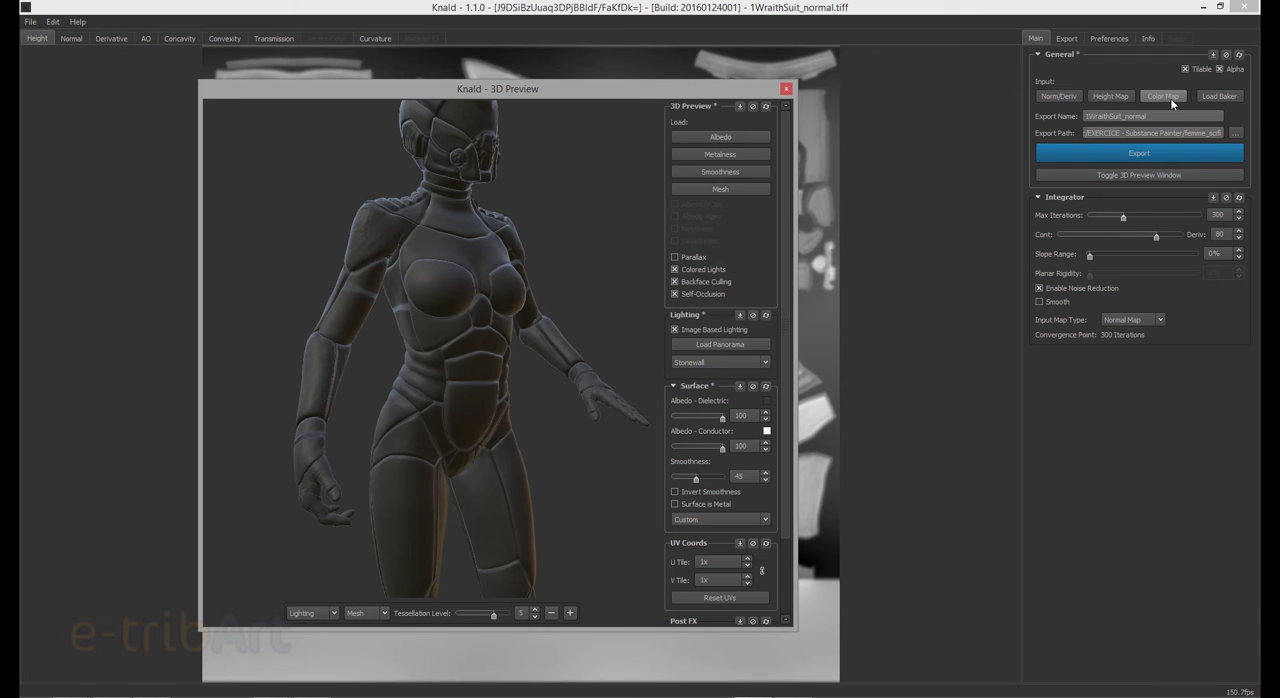 Knald - 1.1.0 - [J9DSiBzUuaq3DPjBBIdF/FaKfDk=] - [Build: 20160124001] - 1WraithSuit_normal.tiff
File Edit Help
Height Normal Derivative AO Concavity Convexity Transmission Curvature
Main Export Preferences Info
General *
Tilable Alpha
Input:
Norm/Deriv Height Map Color Map Load Baker
Export Name: 1WraithSuit_normal
Export Path: /EXERCICE - Substance Painter/femme_scifi ...
Export
Toggle 3D Preview Window
Integrator
Max Iterations: 300
Cont: Deriv: 80
Slope Range: 0%
Planar Rigidity:
Enable Noise Reduction
Smooth
Input Map Type: Normal Map
Convergence Point: 300 Iterations
Knald - 3D Preview
3D Preview *
Load:
Albedo
Metalness
Smoothness
Mesh
Parallax
Colored Lights
Backface Culling
Self-Occlusion
Lighting *
Image Based Lighting
Load Panorama
Stonewall
Surface *
Albedo - Dielectric:
100
Albedo - Conductor:
100
Smoothness:
45
Invert Smoothness
Surface is Metal
Custom
UV Coords
U Tile: 1x
V Tile: 1x
Reset UVs
Post FX
Lighting Mesh Tessellation Level: 5
e-tribArt
150.7fps